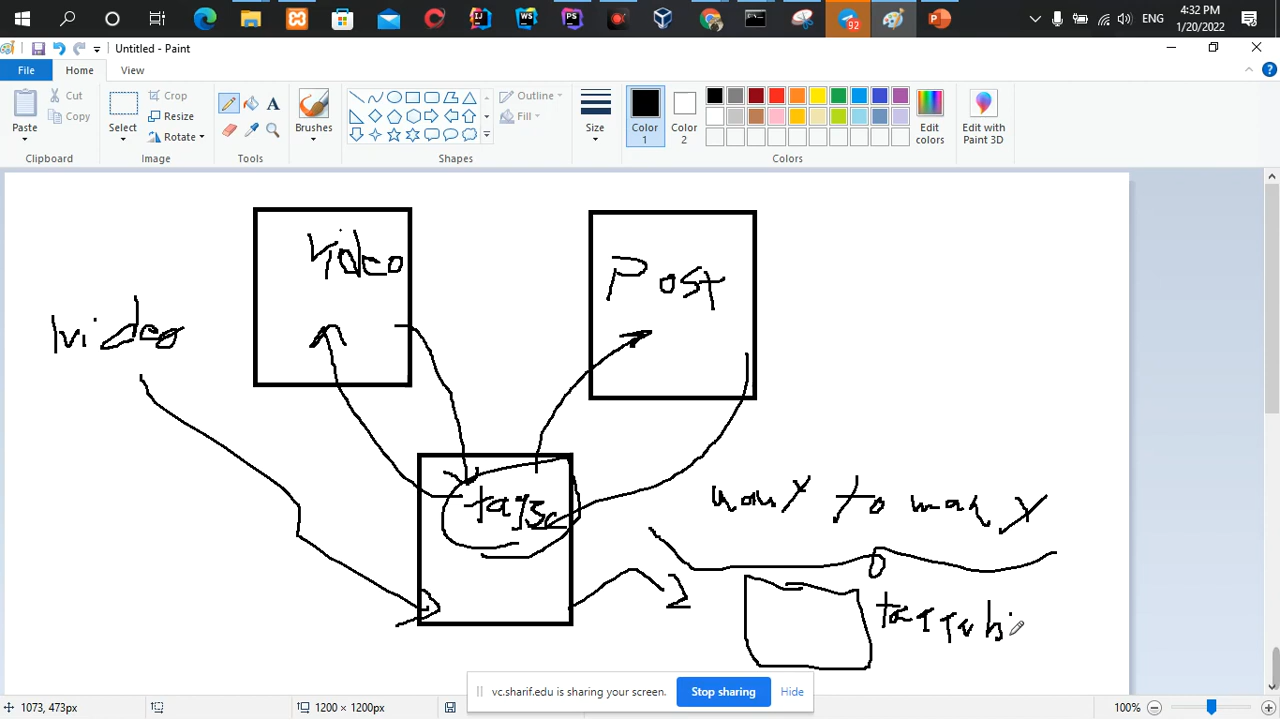 ENG
4:32 PM
1/20/2022
92
Untitled - Paint
File
Home
View
Paste
Cut
Copy
Clipboard
Select
Crop
Resize
Rotate
Image
Tools
Brushes
Outline
Fill
Shapes
Size
Color
1
Color
2
Edit
colors
Edit with
Paint 3D
Colors
Video
Post
video
tags
many to many
vc.sharif.edu is sharing your screen.
Stop sharing
Hide
1073, 473px
1200 × 1200px
100%